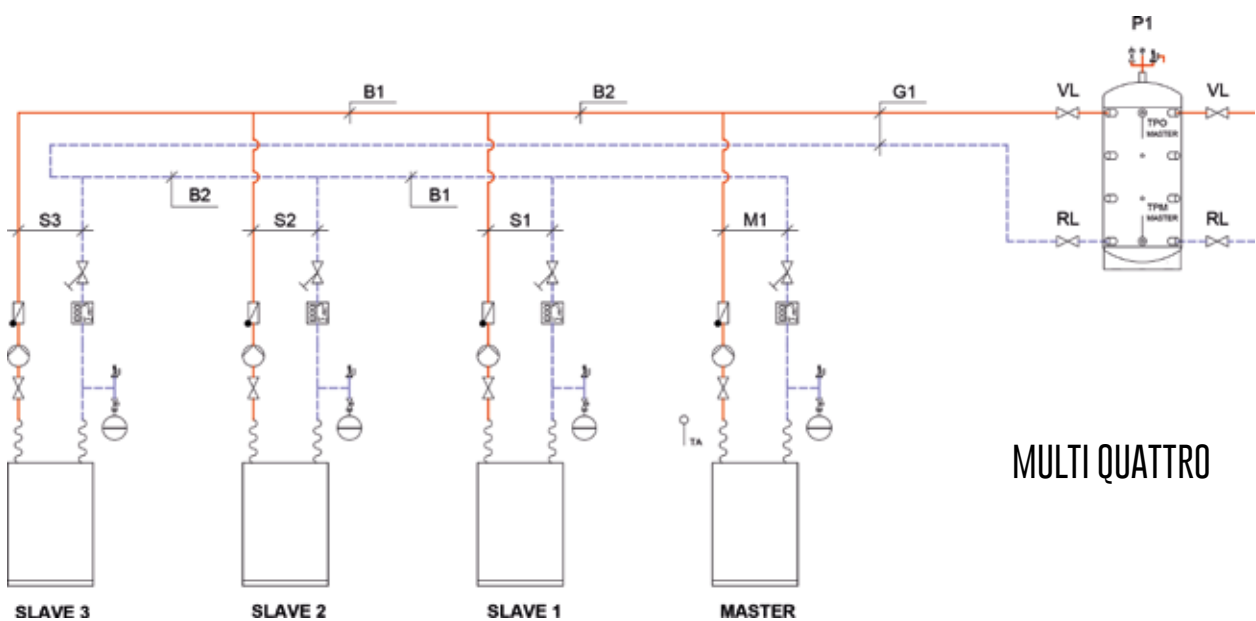 P1
B1 B2 G1 VL VL
TPO
MASTER
B2 B1
TPM
MASTER
S3 S2 S1 M1 RL RL
TA
MULTI QUATTRO
SLAVE 3 SLAVE 2 SLAVE 1 MASTER